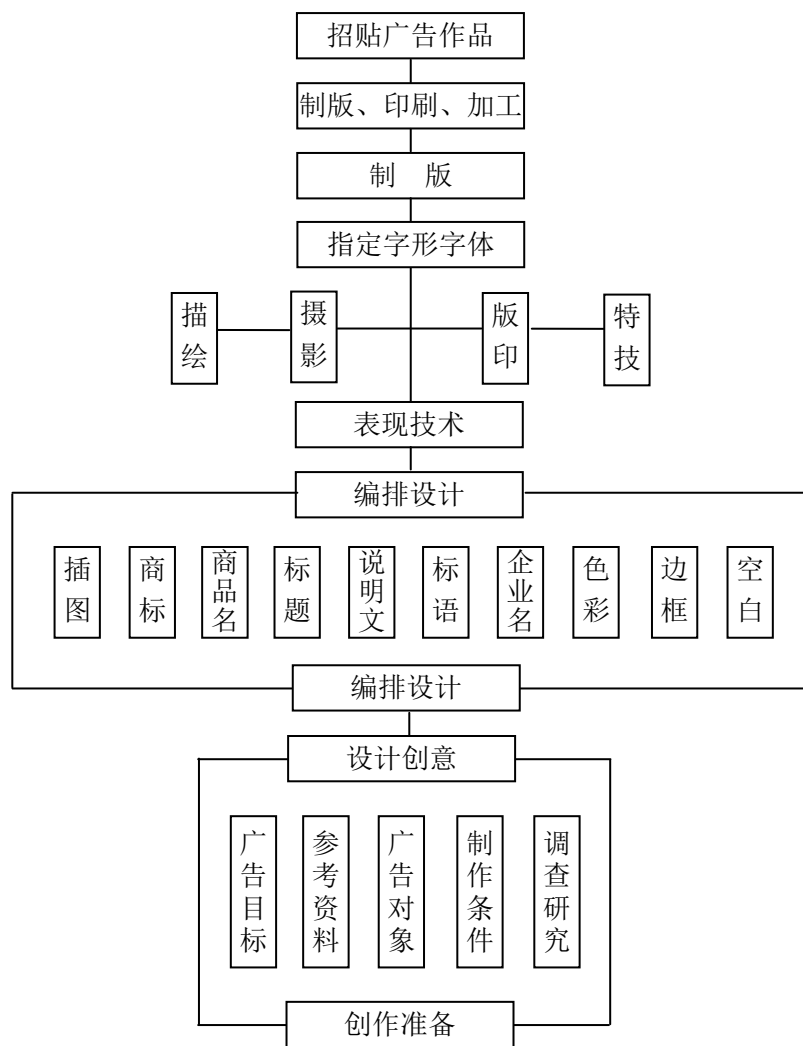 招贴广告作品
制版、印刷、加工
制　版
指定字形字体
描绘
摄影
版印
特技
表现技术
编排设计
插图
商标
商品名
标题
说明文
标语
企业名
色彩
边框
空白
编排设计
设计创意
广告目标
参考资料
广告对象
制作条件
调查研究
创作准备